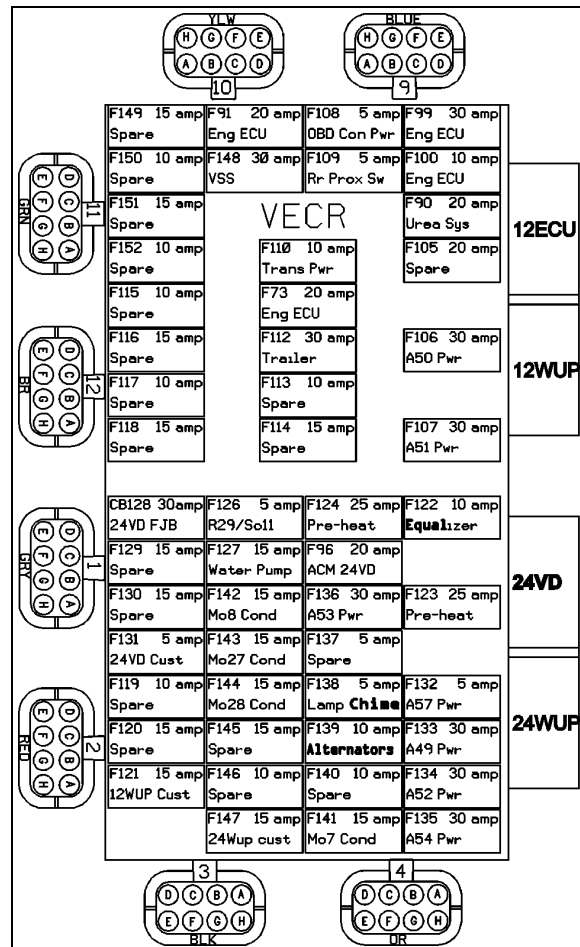 YLW
BLUE
H G F E
H G F E
A B C D
A B C D
10
9
F149 15 amp
Spare
F91 20 amp
Eng ECU
F108 5 amp
OBD Con Pwr
F99 30 amp
Eng ECU
F150 10 amp
Spare
F148 30 amp
VSS
F109 5 amp
Rr Prox Sw
F100 10 amp
Eng ECU
F151 15 amp
Spare
VECR
F90 20 amp
Urea Sys
F152 10 amp
Spare
F110 10 amp
Trans Pwr
F105 20 amp
Spare
F115 10 amp
Spare
F73 20 amp
Eng ECU
F116 15 amp
Spare
F112 30 amp
Trailer
F106 30 amp
A50 Pwr
F117 10 amp
Spare
F113 10 amp
Spare
F118 15 amp
Spare
F114 15 amp
Spare
F107 30 amp
A51 Pwr
CB128 30amp
24VD FJB
F126 5 amp
R29/Sol1
F124 25 amp
Pre-heat
F122 10 amp
Equalizer
F129 15 amp
Spare
F127 15 amp
Water Pump
F96 20 amp
ACM 24VD
F130 15 amp
Spare
F142 15 amp
Mo8 Cond
F136 30 amp
A53 Pwr
F123 25 amp
Pre-heat
F131 5 amp
24VD Cust
F143 15 amp
Mo27 Cond
F137 5 amp
Spare
F119 10 amp
Spare
F144 15 amp
Mo28 Cond
F138 5 amp
Lamp Chime
F132 5 amp
A57 Pwr
F120 15 amp
Spare
F145 15 amp
Spare
F139 10 amp
Alternators
F133 30 amp
A49 Pwr
F121 15 amp
12WUP Cust
F146 10 amp
Spare
F140 10 amp
Spare
F134 30 amp
A52 Pwr
F147 15 amp
24Wup cust
F141 15 amp
Mo7 Cond
F135 30 amp
A54 Pwr
12ECU
12WUP
24VD
24WUP
E D
F C
G B
H A
GRN
11
E D
F C
G B
H A
BR
12
E D
F C
G B
H A
GRY
1
E D
F C
G B
H A
RED
2
3
4
D C B A
D C B A
E F G H
E F G H
BLK
OR